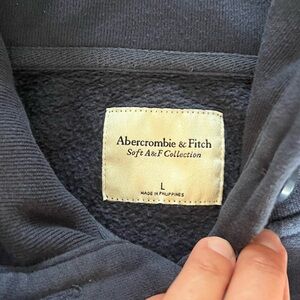 Abercrombie & Fitch
Soft A&F Collection
L
MADE IN PHILIPPINES